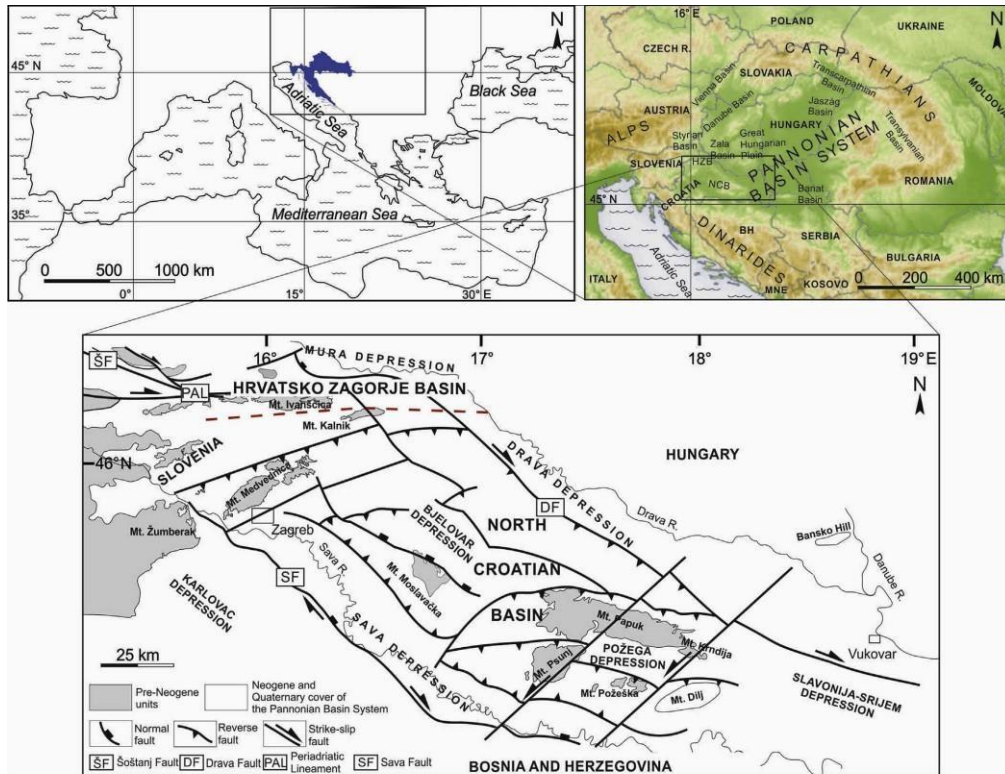 N
45° N
Adriatic Sea
Black Sea
35°
Mediterranean Sea
0 500 1000 km
0° 15° 30° E
16° E
N
POLAND
UKRAINE
CZECH R.
CARPATHIANS
SLOVAKIA
Transcarpathian
Basin
MOLDOVA
Vienna Basin
Danube Basin
Jaszág
Basin
AUSTRIA
HUNGARY
ALPS
Styrian
Basin
Zala
Basin
Great
Hungarian
Plain
PANNONIAN
BASIN SYSTEM
Transylvanian
Basin
SLOVENIA
HZB
CROATIA
NCB
ROMANIA
Banat
Basin
45° N
DINARIDES
BH
SERBIA
Adriatic Sea
BULGARIA
ITALY
MNE
KOSOVO
0 200 400 km
16° 17° 18° 19° E
N
ŠF
MURA DEPRESSION
PAL
HRVATSKO ZAGORJE BASIN
Mt. Ivanščica
Mt. Kalnik
SLOVENIA
46° N
Mt. Medvednica
DRAVA DEPRESSION
HUNGARY
DF
Drava R.
Mt. Žumberak
Zagreb
BJELOVAR
DEPRESSION
NORTH
CROATIAN
BASIN
Bansko Hill
Danube R.
Sava R.
SF
Mt. Moslavačka
KARLOVAC
DEPRESSION
SAVA DEPRESSION
Mt. Papuk
Mt. Krndija
Vukovar
25 km
Mt. Psunj
POŽEGA
DEPRESSION
Mt. Požeška
Mt. Dilj
SLAVONIJA-SRIJEM
DEPRESSION
Pre-Neogene
units
Neogene and
Quaternary cover of
the Pannonian Basin System
Normal
fault
Reverse
fault
Strike-slip
fault
ŠF Šoštanj Fault
DF Drava Fault
PAL Periadriatic
Lineament
SF Sava Fault
BOSNIA AND HERZEGOVINA